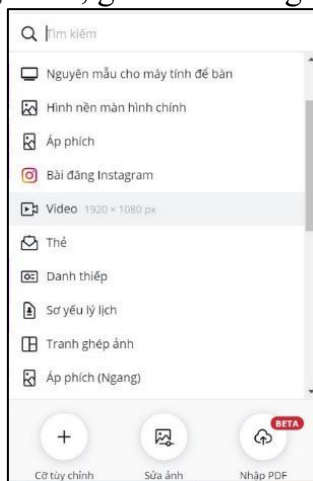 Tìm kiếm
Nguyên mẫu cho máy tính để bàn
Hình nền màn hình chính
Áp phích
Bài đăng Instagram
Video 1920 × 1080 px
Thẻ
Danh thiếp
Sơ yếu lý lịch
Tranh ghép ảnh
Áp phích (Ngang)
BETA
Cỡ tùy chỉnh Sửa ảnh Nhập PDF